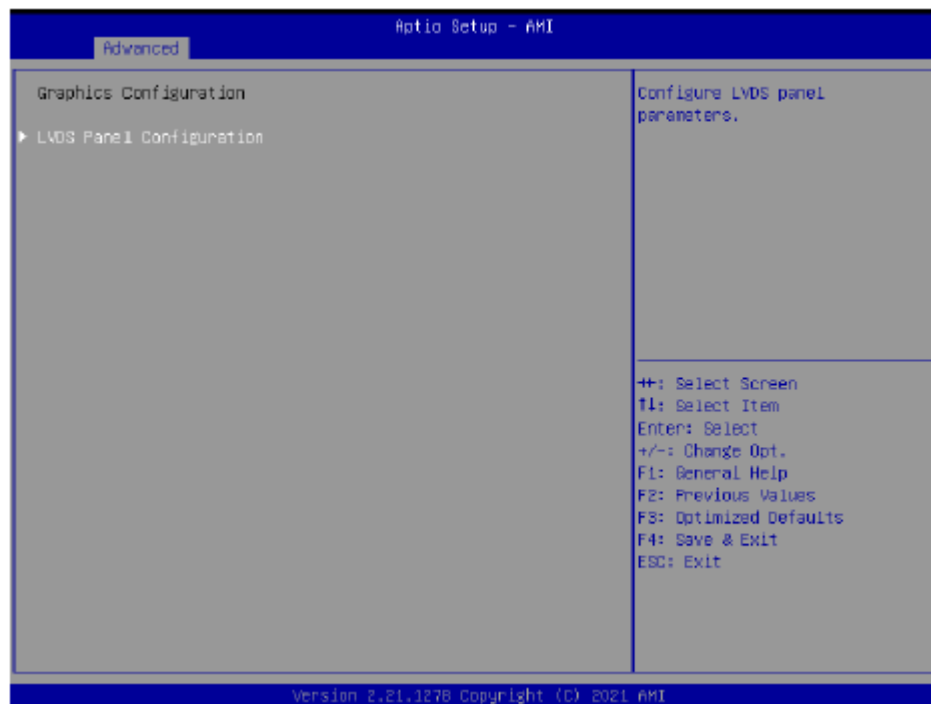 Aptio Setup - AMI
Advanced
Graphics Configuration
▶ LVDS Panel Configuration
Configure LVDS panel
parameters.
→←: Select Screen
↑↓: Select Item
Enter: Select
+/-: Change Opt.
F1: General Help
F2: Previous Values
F3: Optimized Defaults
F4: Save & Exit
ESC: Exit
Version 2.21.1278 Copyright (C) 2021 AMI